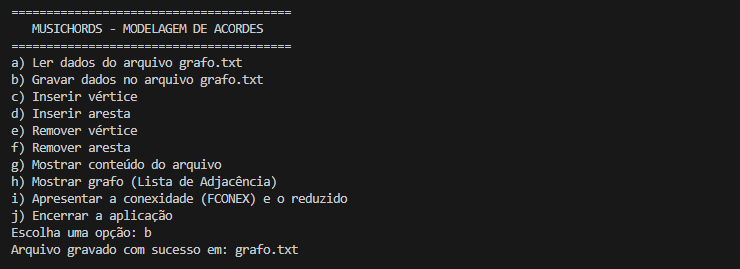 ========================================
MUSICHORDS - MODELAGEM DE ACORDES
========================================
a) Ler dados do arquivo grafo.txt
b) Gravar dados no arquivo grafo.txt
c) Inserir vértice
d) Inserir aresta
e) Remover vértice
f) Remover aresta
g) Mostrar conteúdo do arquivo
h) Mostrar grafo (Lista de Adjacência)
i) Apresentar a conexidade (FCONEX) e o reduzido
j) Encerrar a aplicação
Escolha uma opção: b
Arquivo gravado com sucesso em: grafo.txt